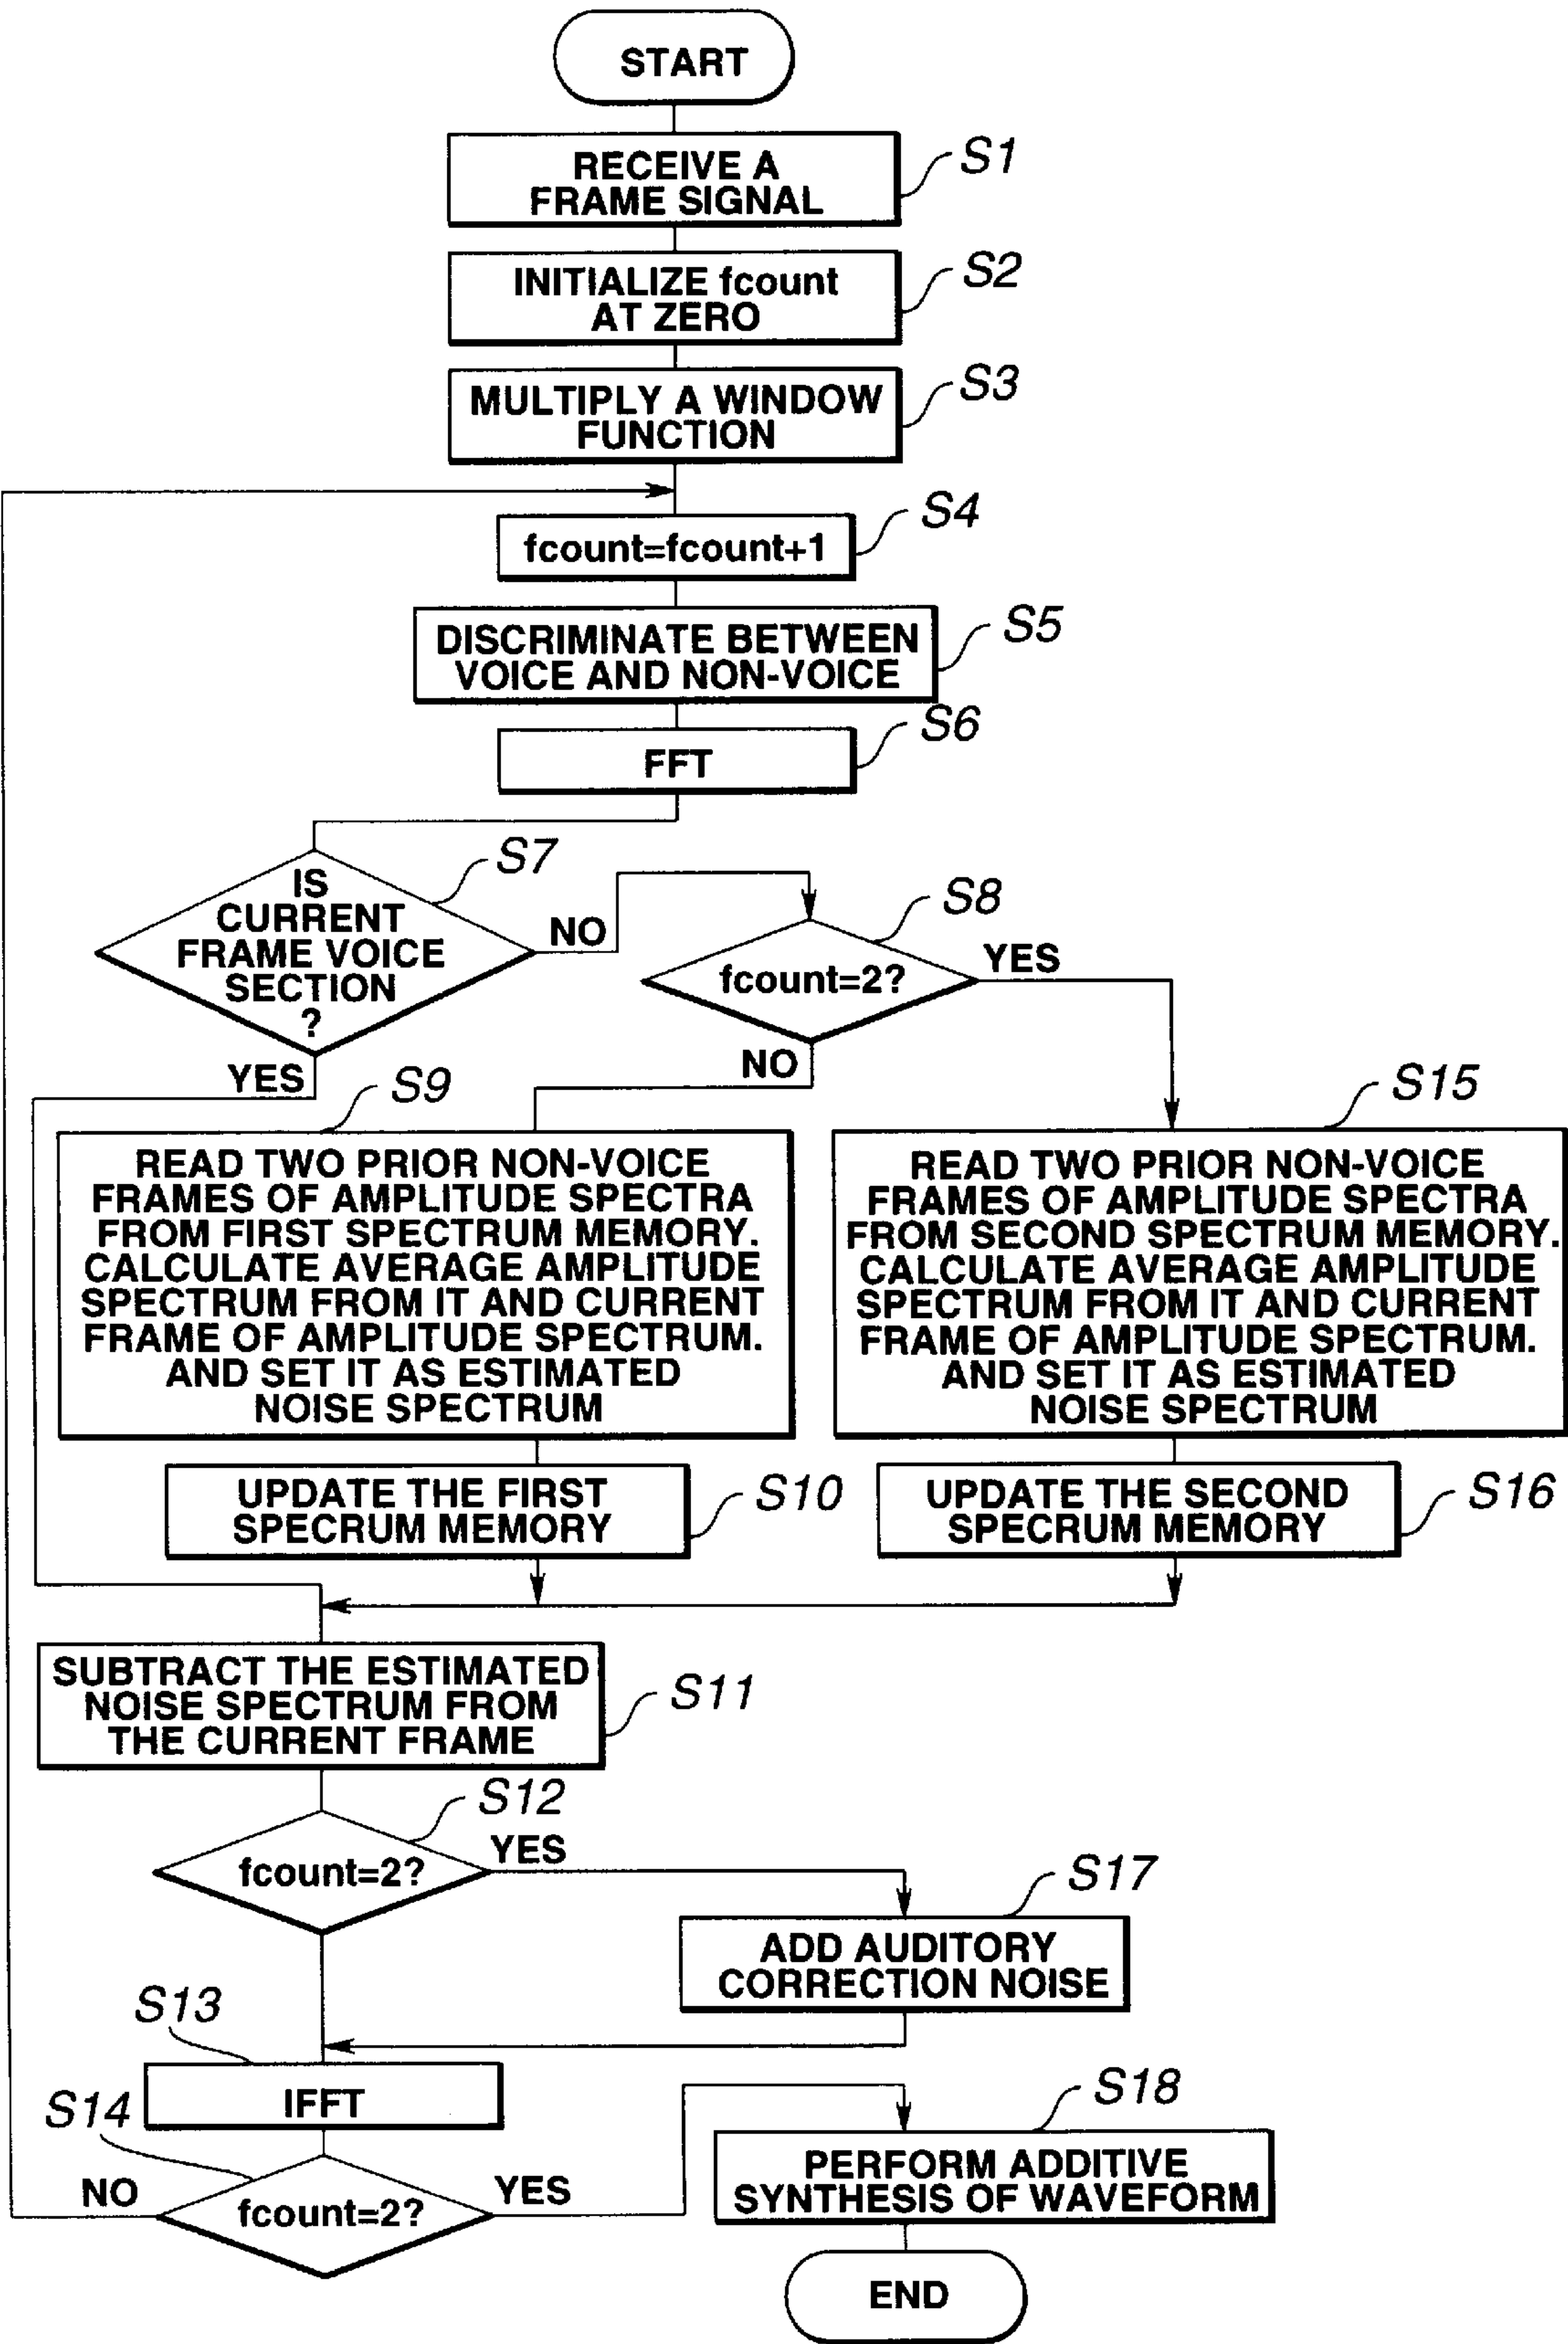 START
RECEIVE A
FRAME SIGNAL
S1
INITIALIZE fcount
AT ZERO
S2
MULTIPLY A WINDOW
FUNCTION
S3
fcount=fcount+1
S4
DISCRIMINATE BETWEEN
VOICE AND NON-VOICE
S5
FFT
S6
IS
CURRENT
FRAME VOICE
SECTION
?
S7
NO
YES
fcount=2?
S8
YES
NO
S9
READ TWO PRIOR NON-VOICE
FRAMES OF AMPLITUDE SPECTRA
FROM FIRST SPECTRUM MEMORY.
CALCULATE AVERAGE AMPLITUDE
SPECTRUM FROM IT AND CURRENT
FRAME OF AMPLITUDE SPECTRUM.
AND SET IT AS ESTIMATED
NOISE SPECTRUM
S15
READ TWO PRIOR NON-VOICE
FRAMES OF AMPLITUDE SPECTRA
FROM SECOND SPECTRUM MEMORY.
CALCULATE AVERAGE AMPLITUDE
SPECTRUM FROM IT AND CURRENT
FRAME OF AMPLITUDE SPECTRUM.
AND SET IT AS ESTIMATED
NOISE SPECTRUM
UPDATE THE FIRST
SPECRUM MEMORY
S10
UPDATE THE SECOND
SPECRUM MEMORY
S16
SUBTRACT THE ESTIMATED
NOISE SPECTRUM FROM
THE CURRENT FRAME
S11
fcount=2?
S12
YES
S17
ADD AUDITORY
CORRECTION NOISE
S13
IFFT
S14
NO
fcount=2?
YES
S18
PERFORM ADDITIVE
SYNTHESIS OF WAVEFORM
END